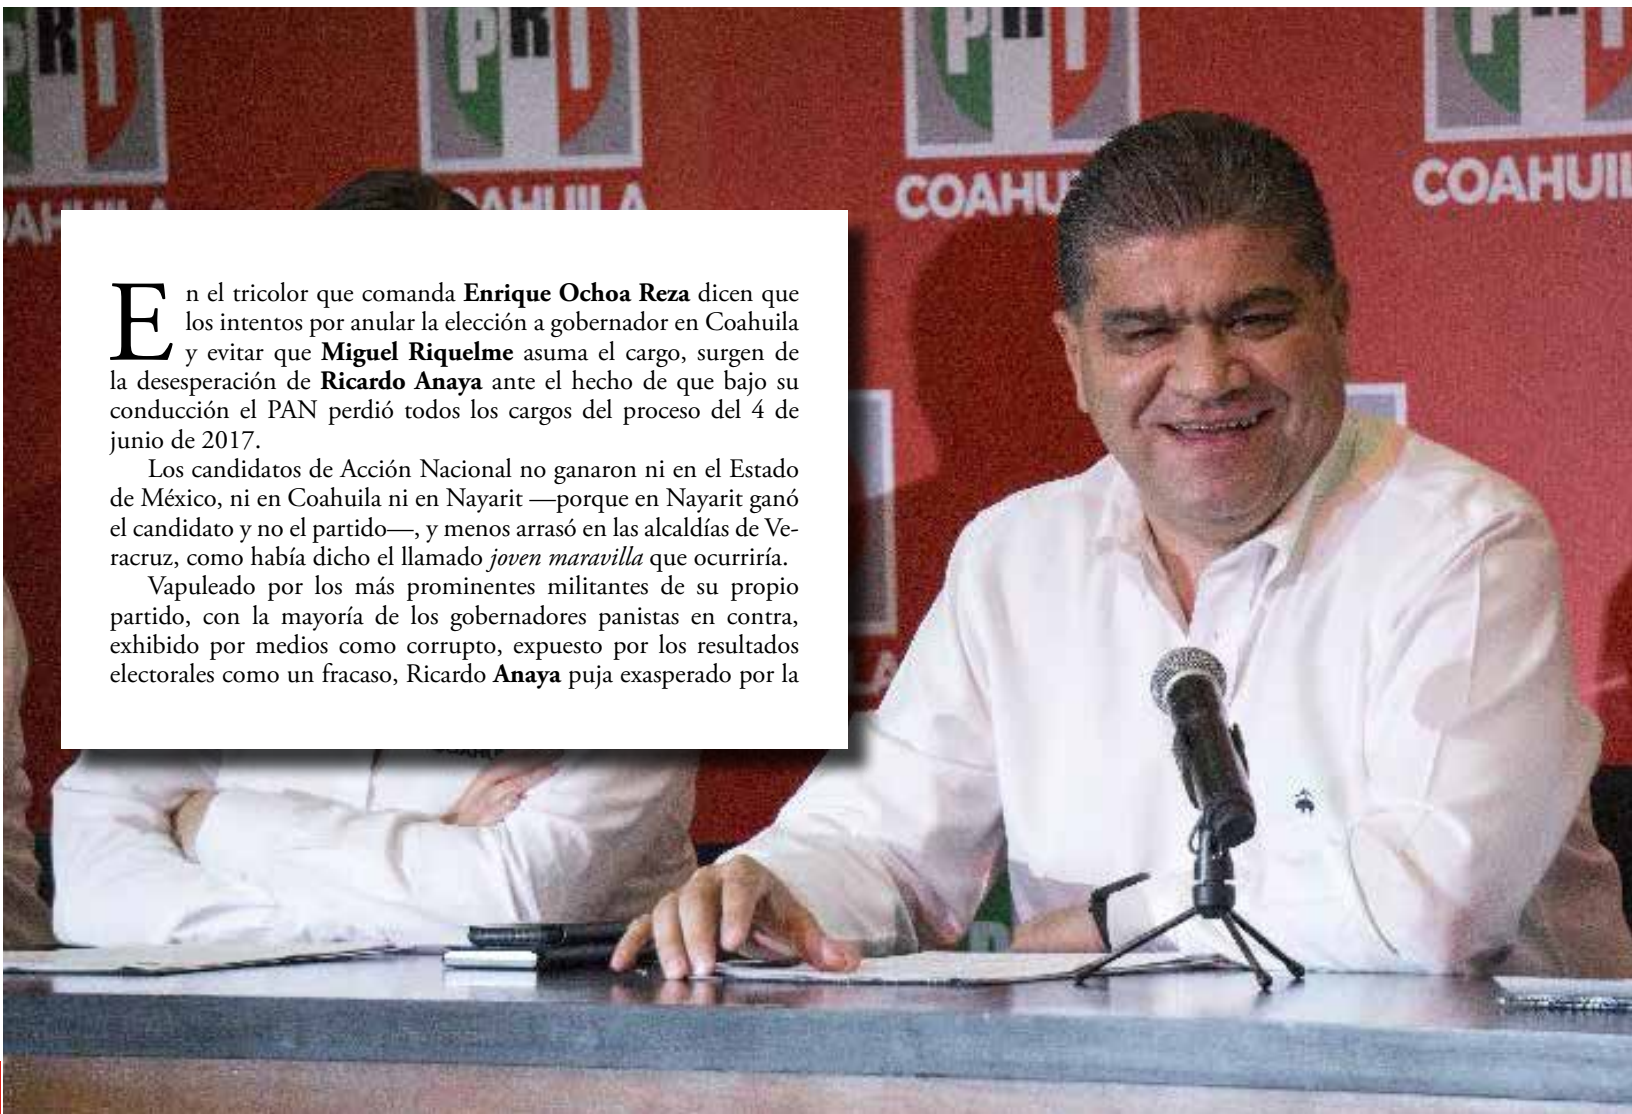 PRI
PRI
PRI
PRI
COAHUILA
COAHU
COAHUIL
En el tricolor que comanda Enrique Ochoa Reza dicen que
los intentos por anular la elección a gobernador en Coahuila
y evitar que Miguel Riquelme asuma el cargo, surgen de
la desesperación de Ricardo Anaya ante el hecho de que bajo su
conducción el PAN perdió todos los cargos del proceso del 4 de
junio de 2017.
Los candidatos de Acción Nacional no ganaron ni en el Estado
de México, ni en Coahuila ni en Nayarit —porque en Nayarit ganó
el candidato y no el partido—, y menos arrasó en las alcaldías de Ve-
racruz, como había dicho el llamado joven maravilla que ocurriría.
Vapuleado por los más prominentes militantes de su propio
partido, con la mayoría de los gobernadores panistas en contra,
exhibido por medios como corrupto, expuesto por los resultados
electorales como un fracaso, Ricardo Anaya puja exasperado por la